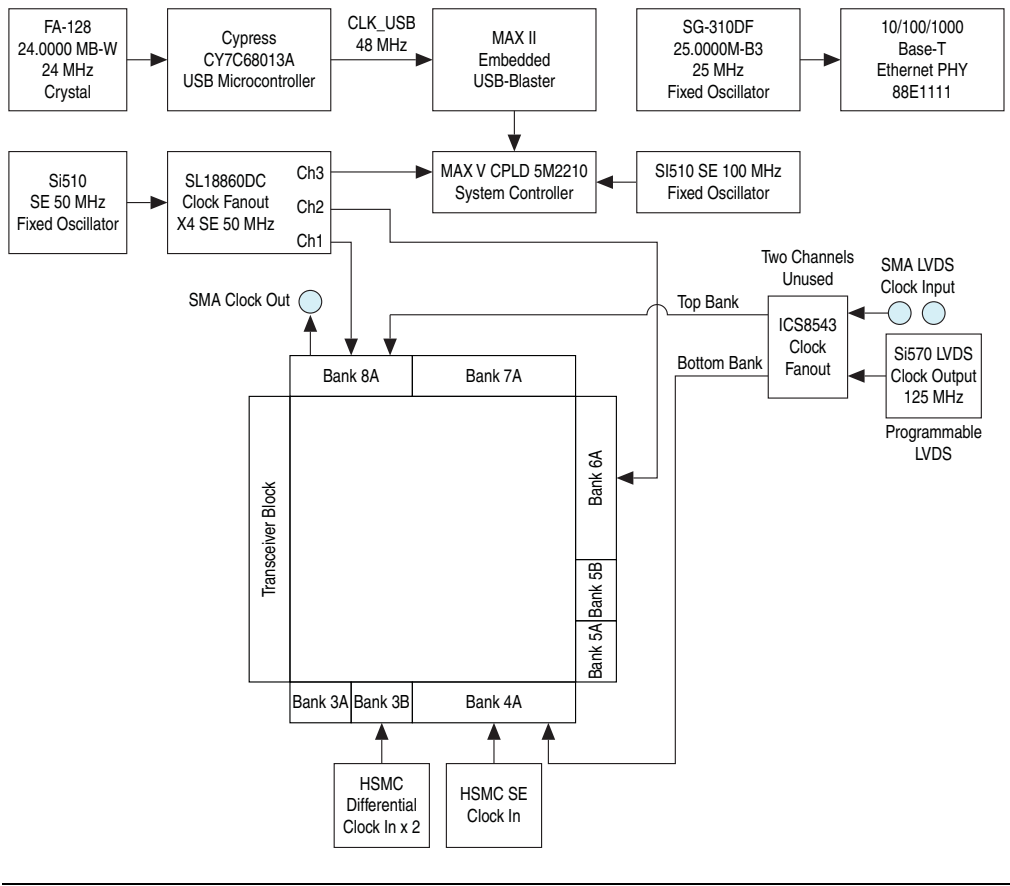 FA-128
24.0000 MB-W
24 MHz
Crystal
Cypress
CY7C68013A
USB Microcontroller
CLK_USB
48 MHz
MAX II
Embedded
USB-Blaster
SG-310DF
25.0000M-B3
25 MHz
Fixed Oscillator
10/100/1000
Base-T
Ethernet PHY
88E1111
Si510
SE 50 MHz
Fixed Oscillator
SL18860DC
Clock Fanout
X4 SE 50 MHz
Ch3
Ch2
Ch1
MAX V CPLD 5M2210
System Controller
SI510 SE 100 MHz
Fixed Oscillator
Two Channels
Unused
SMA LVDS
Clock Input
SMA Clock Out
Top Bank
Bottom Bank
ICS8543
Clock
Fanout
Si570 LVDS
Clock Output
125 MHz
Programmable
LVDS
Bank 8A
Bank 7A
Transceiver Block
Bank 6A
Bank 5B
Bank 5A
Bank 3A
Bank 3B
Bank 4A
HSMC
Differential
Clock In x 2
HSMC SE
Clock In